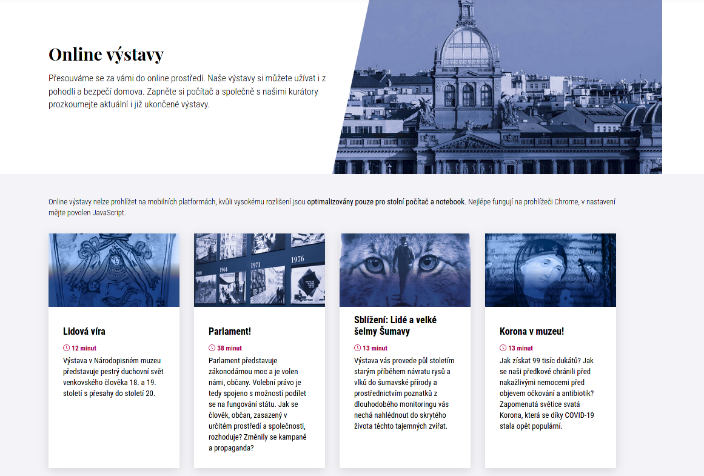 Online výstavy
Přesouváme se za vámi do online prostředí. Naše výstavy si můžete užívat i z
pohodlí a bezpečí domova. Zapněte si počítač a společně s našimi kurátory
prozkoumejte aktuální i již ukončené výstavy.
Online výstavy nelze prohlížet na mobilních platformách, kvůli vysokému rozlišení jsou optimalizovány pouze pro stolní počítač a notebook. Nejlépe fungují na prohlížeči Chrome, v nastavení
mějte povolen JavaScript.
Lidová víra
12 minut
Výstava v Národopisném muzeu
představuje pestrý duchovní svět
venkovského člověka 18. a 19.
století s přesahy do století 20.
1971
1976
Parlament!
38 minut
Parlament představuje
zákonodárnou moc a je volen
námi, občany. Volební právo je
tedy spojeno s možností podílet
se na fungování státu. Jak se
člověk, občan, zasazený v
určitém prostředí a společnosti,
rozhoduje? Změnily se kampaně
a propaganda?
Sblížení: Lidé a velké
šelmy Šumavy
13 minut
Výstava vás provede půl stoletím
starým příběhem návratu rysů a
vlků do šumavské přírody a
prostřednictvím poznatků z
dlouhodobého monitoringu vás
nechá nahlédnout do skrytého
života těchto tajemných zvířat.
Korona v muzeu!
13 minut
Jak získat 99 tisíc dukátů? Jak
se naši předkové chránili před
nakažlivými nemocemi před
objevem očkování a antibiotik?
Zapomenutá světice svatá
Korona, která se díky COVID-19
stala opět populární.